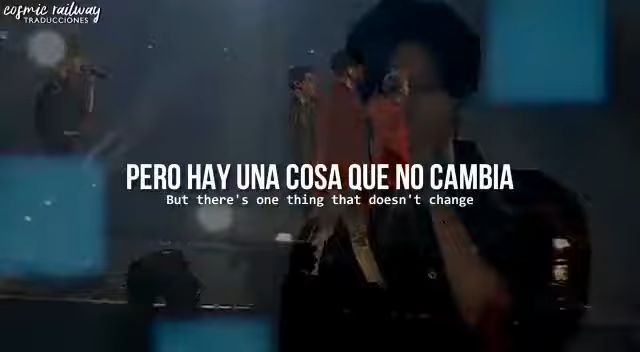 cosmic railway
TRADUCCIONES
PERO HAY UNA COSA QUE NO CAMBIA
But there's one thing that doesn't change